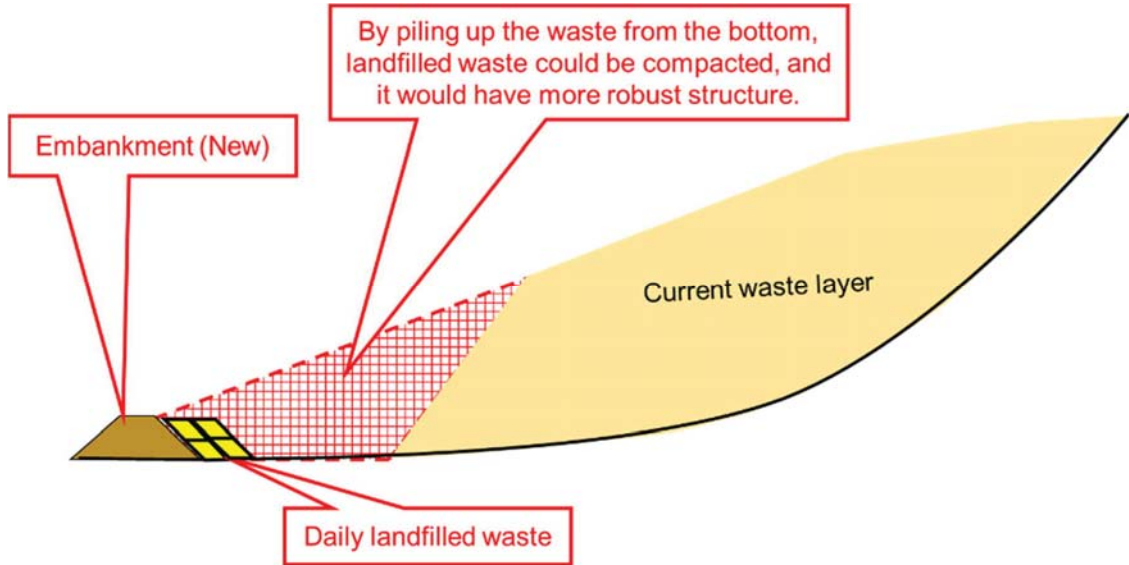 By piling up the waste from the bottom,
landfilled waste could be compacted, and
it would have more robust structure.
Embankment (New)
Current waste layer
Daily landfilled waste